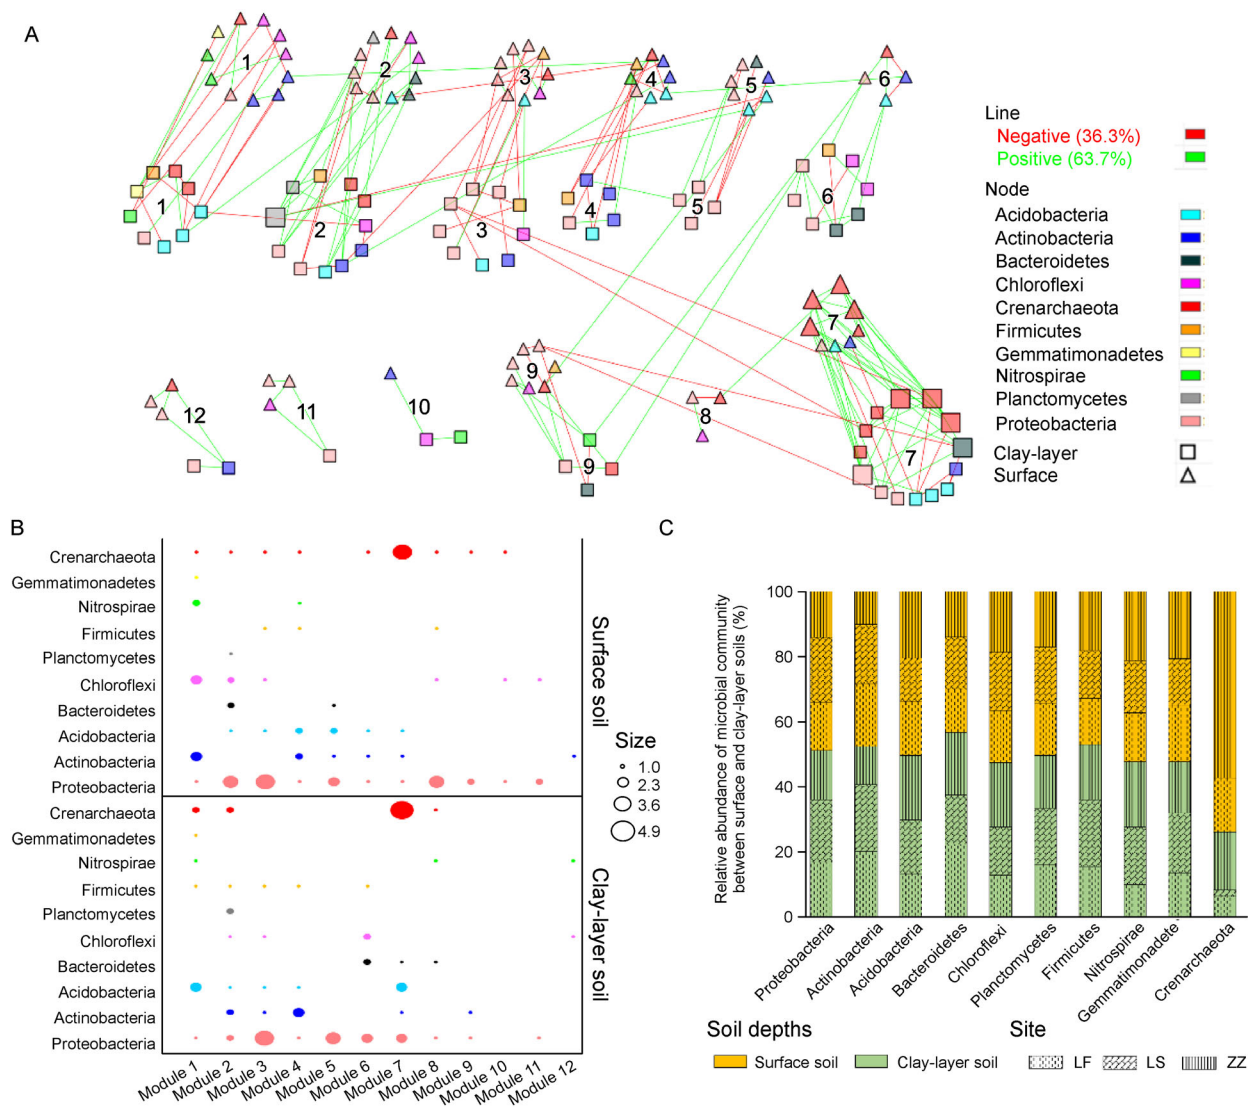 A
1
2
3
4
5
6
1
2
3
4
5
6
7
9
8
12
11
10
9
7
Line
Negative (36.3%)
Positive (63.7%)
Node
Acidobacteria
Actinobacteria
Bacteroidetes
Chloroflexi
Crenarchaeota
Firmicutes
Gemmatimonadetes
Nitrospirae
Planctomycetes
Proteobacteria
Clay-layer
Surface
B
Crenarchaeota
Gemmatimonadetes
Nitrospirae
Firmicutes
Planctomycetes
Chloroflexi
Bacteroidetes
Acidobacteria
Actinobacteria
Proteobacteria
Surface soil
Crenarchaeota
Gemmatimonadetes
Nitrospirae
Firmicutes
Planctomycetes
Chloroflexi
Bacteroidetes
Acidobacteria
Actinobacteria
Proteobacteria
Clay-layer soil
Module 1
Module 2
Module 3
Module 4
Module 5
Module 6
Module 7
Module 8
Module 9
Module 10
Module 11
Module 12
Size
1.0
2.3
3.6
4.9
C
Relative abundance of microbial community
between surface and clay-layer soils (%)
100
80
60
40
20
0
Proteobacteria
Actinobacteria
Acidobacteria
Bacteroidetes
Chloroflexi
Planctomycetes
Firmicutes
Nitrospirae
Gemmatimonadete
Crenarchaeota
Soil depths
Surface soil
Clay-layer soil
Site
LF
LS
ZZ